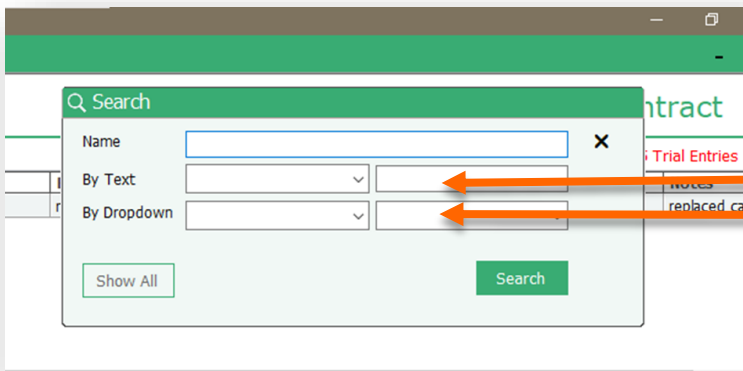 Search
ntract
Name
Trial Entries
By Text
Notes
replaced ca
By Dropdown
Show All
Search